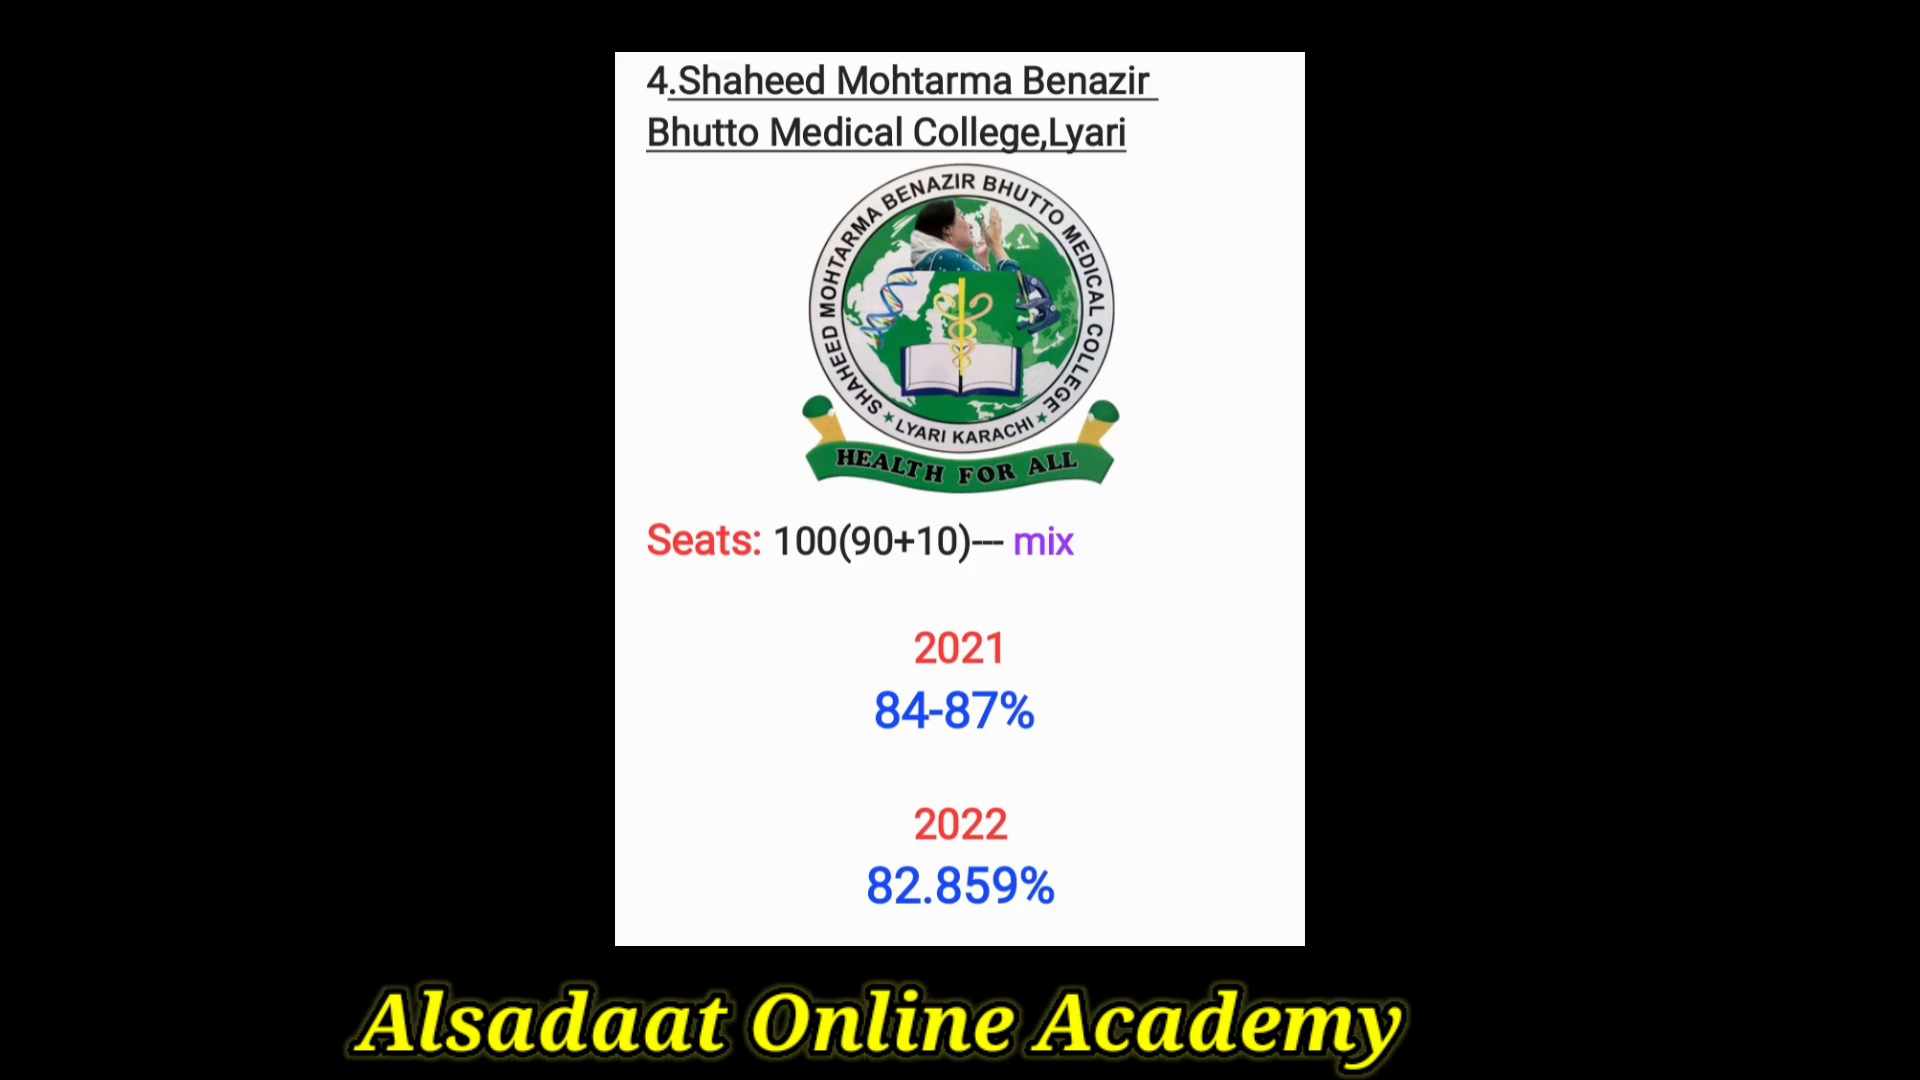 4.Shaheed Mohtarma Benazir
Bhutto Medical College,Lyari
SHAHEED MOHTARMA BENAZIR BHUTTO MEDICAL COLLEGE
★ LYARI KARACHI ★
HEALTH FOR ALL
Seats: 100(90+10)--- mix
2021
84-87%
2022
82.859%
Alsadaat Online Academy